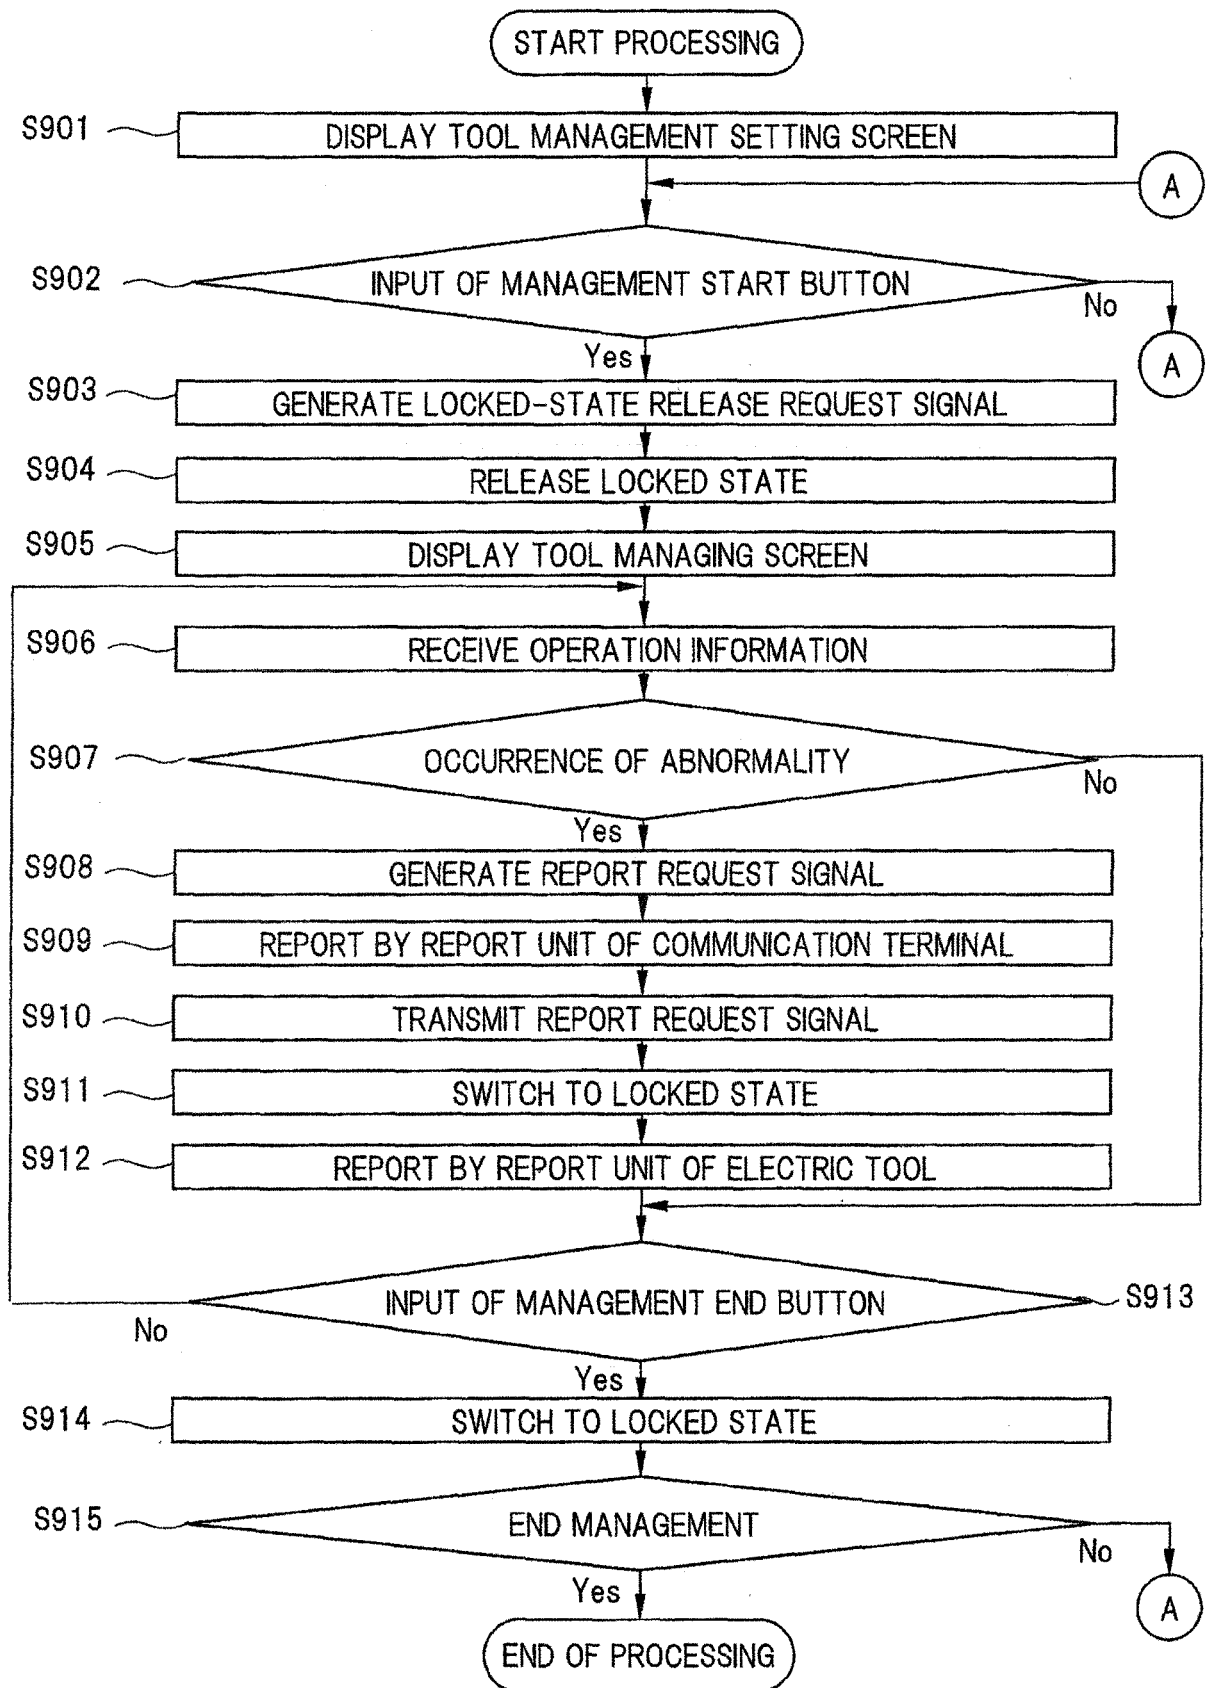 START PROCESSING
S901
DISPLAY TOOL MANAGEMENT SETTING SCREEN
A
S902
INPUT OF MANAGEMENT START BUTTON
No
A
Yes
S903
GENERATE LOCKED-STATE RELEASE REQUEST SIGNAL
S904
RELEASE LOCKED STATE
S905
DISPLAY TOOL MANAGING SCREEN
S906
RECEIVE OPERATION INFORMATION
S907
OCCURRENCE OF ABNORMALITY
No
Yes
S908
GENERATE REPORT REQUEST SIGNAL
S909
REPORT BY REPORT UNIT OF COMMUNICATION TERMINAL
S910
TRANSMIT REPORT REQUEST SIGNAL
S911
SWITCH TO LOCKED STATE
S912
REPORT BY REPORT UNIT OF ELECTRIC TOOL
INPUT OF MANAGEMENT END BUTTON
S913
No
Yes
S914
SWITCH TO LOCKED STATE
S915
END MANAGEMENT
No
Yes
A
END OF PROCESSING